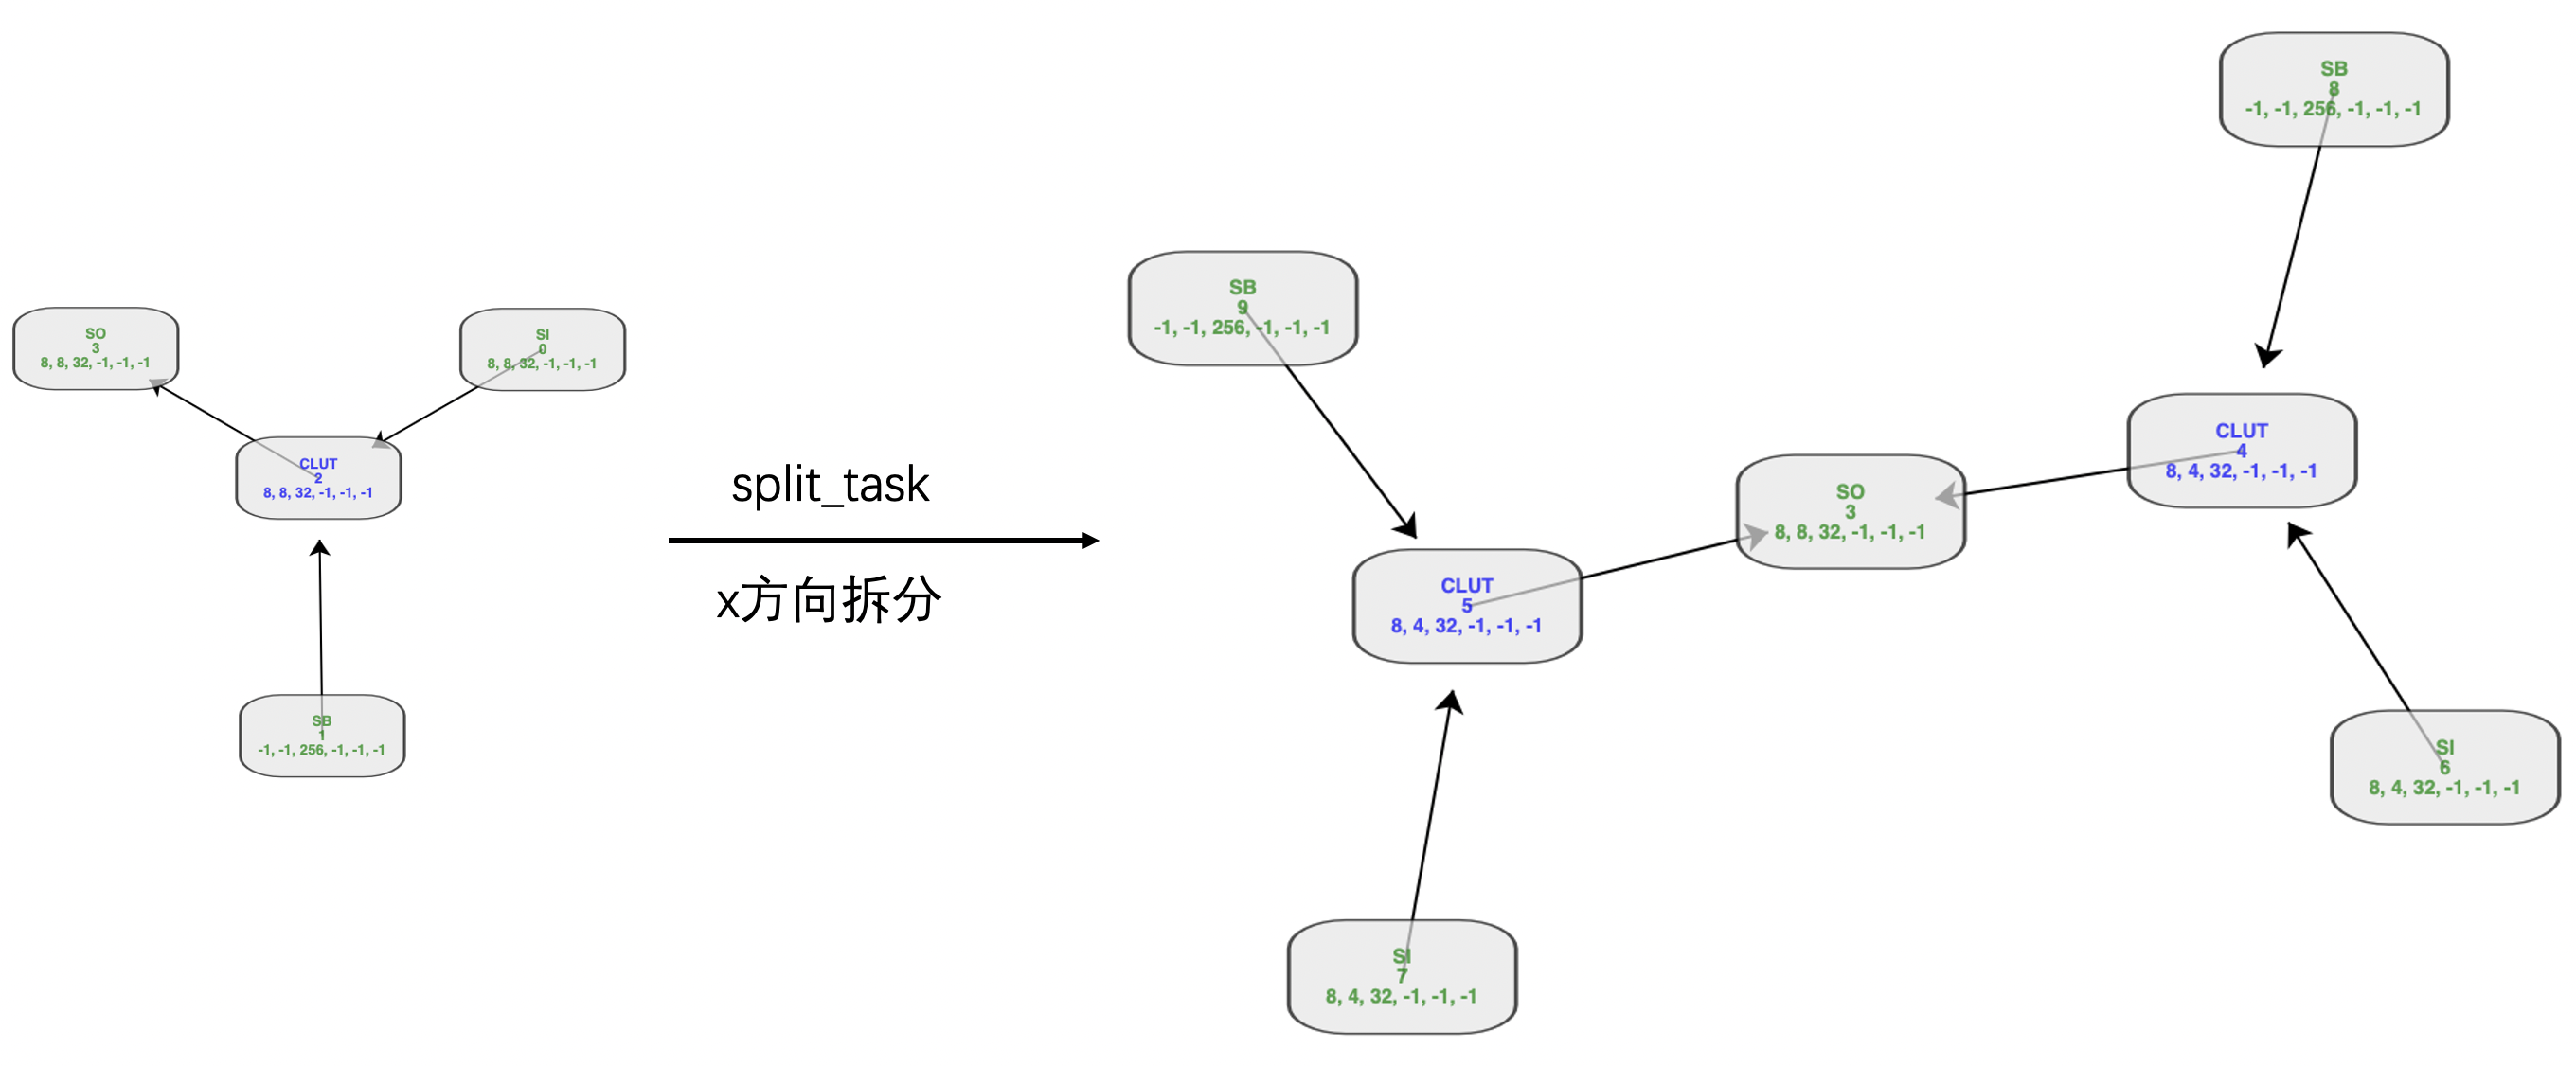 SO
3
8, 8, 32, -1, -1, -1
SI
0
8, 8, 32, -1, -1, -1
CLUT
2
8, 8, 32, -1, -1, -1
SB
1
-1, -1, 256, -1, -1, -1
split_task
x方向拆分
SB
8
-1, -1, 256, -1, -1, -1
SB
9
-1, -1, 256, -1, -1, -1
CLUT
4
8, 4, 32, -1, -1, -1
SO
3
8, 8, 32, -1, -1, -1
CLUT
5
8, 4, 32, -1, -1, -1
SI
6
8, 4, 32, -1, -1, -1
SI
7
8, 4, 32, -1, -1, -1